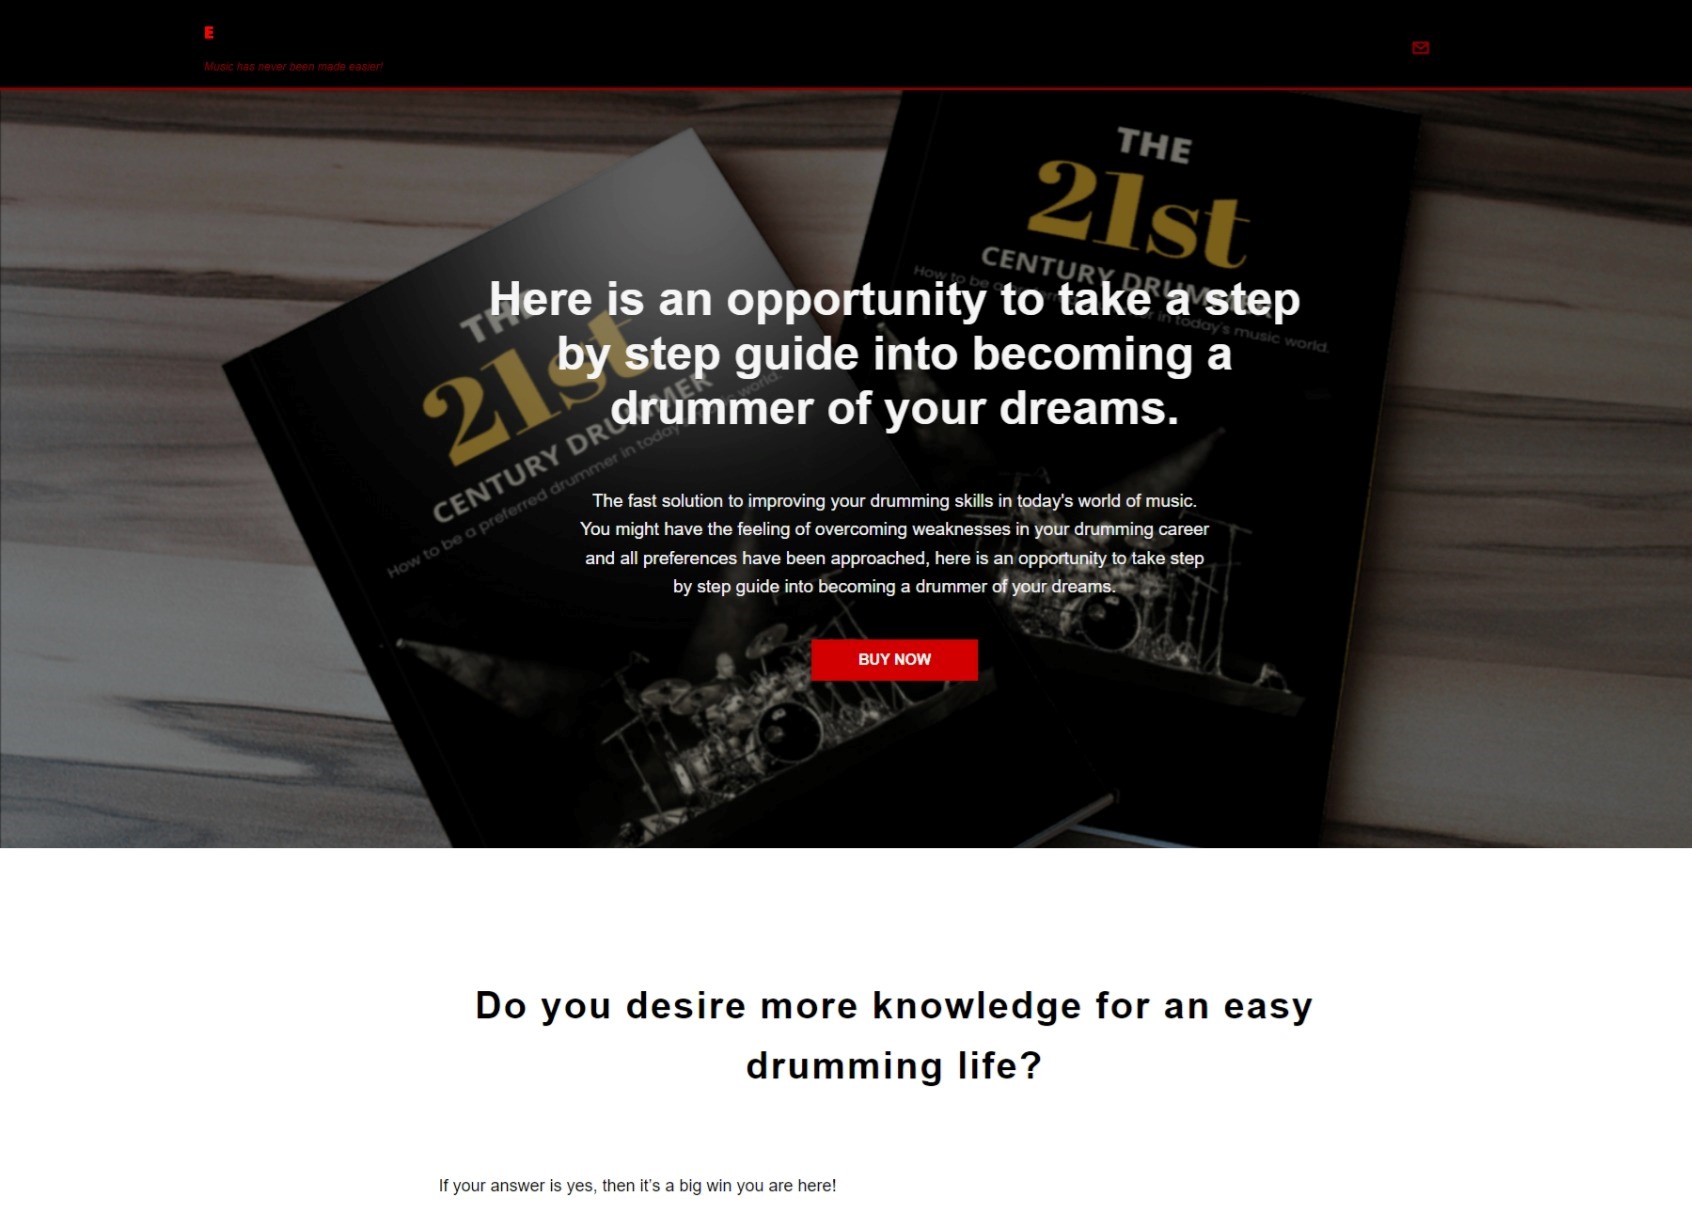 E
Music has never been made easier!
THE
21st
CENTURY DRUMMER
How to be a preferred drummer in today's music world.
THE
21st
CENTURY DRUMMER
How to be a preferred drummer in today's music world.
Here is an opportunity to take a step
by step guide into becoming a
drummer of your dreams.
The fast solution to improving your drumming skills in today's world of music.
You might have the feeling of overcoming weaknesses in your drumming career
and all preferences have been approached, here is an opportunity to take step
by step guide into becoming a drummer of your dreams.
BUY NOW
Do you desire more knowledge for an easy
drumming life?
If your answer is yes, then it's a big win you are here!